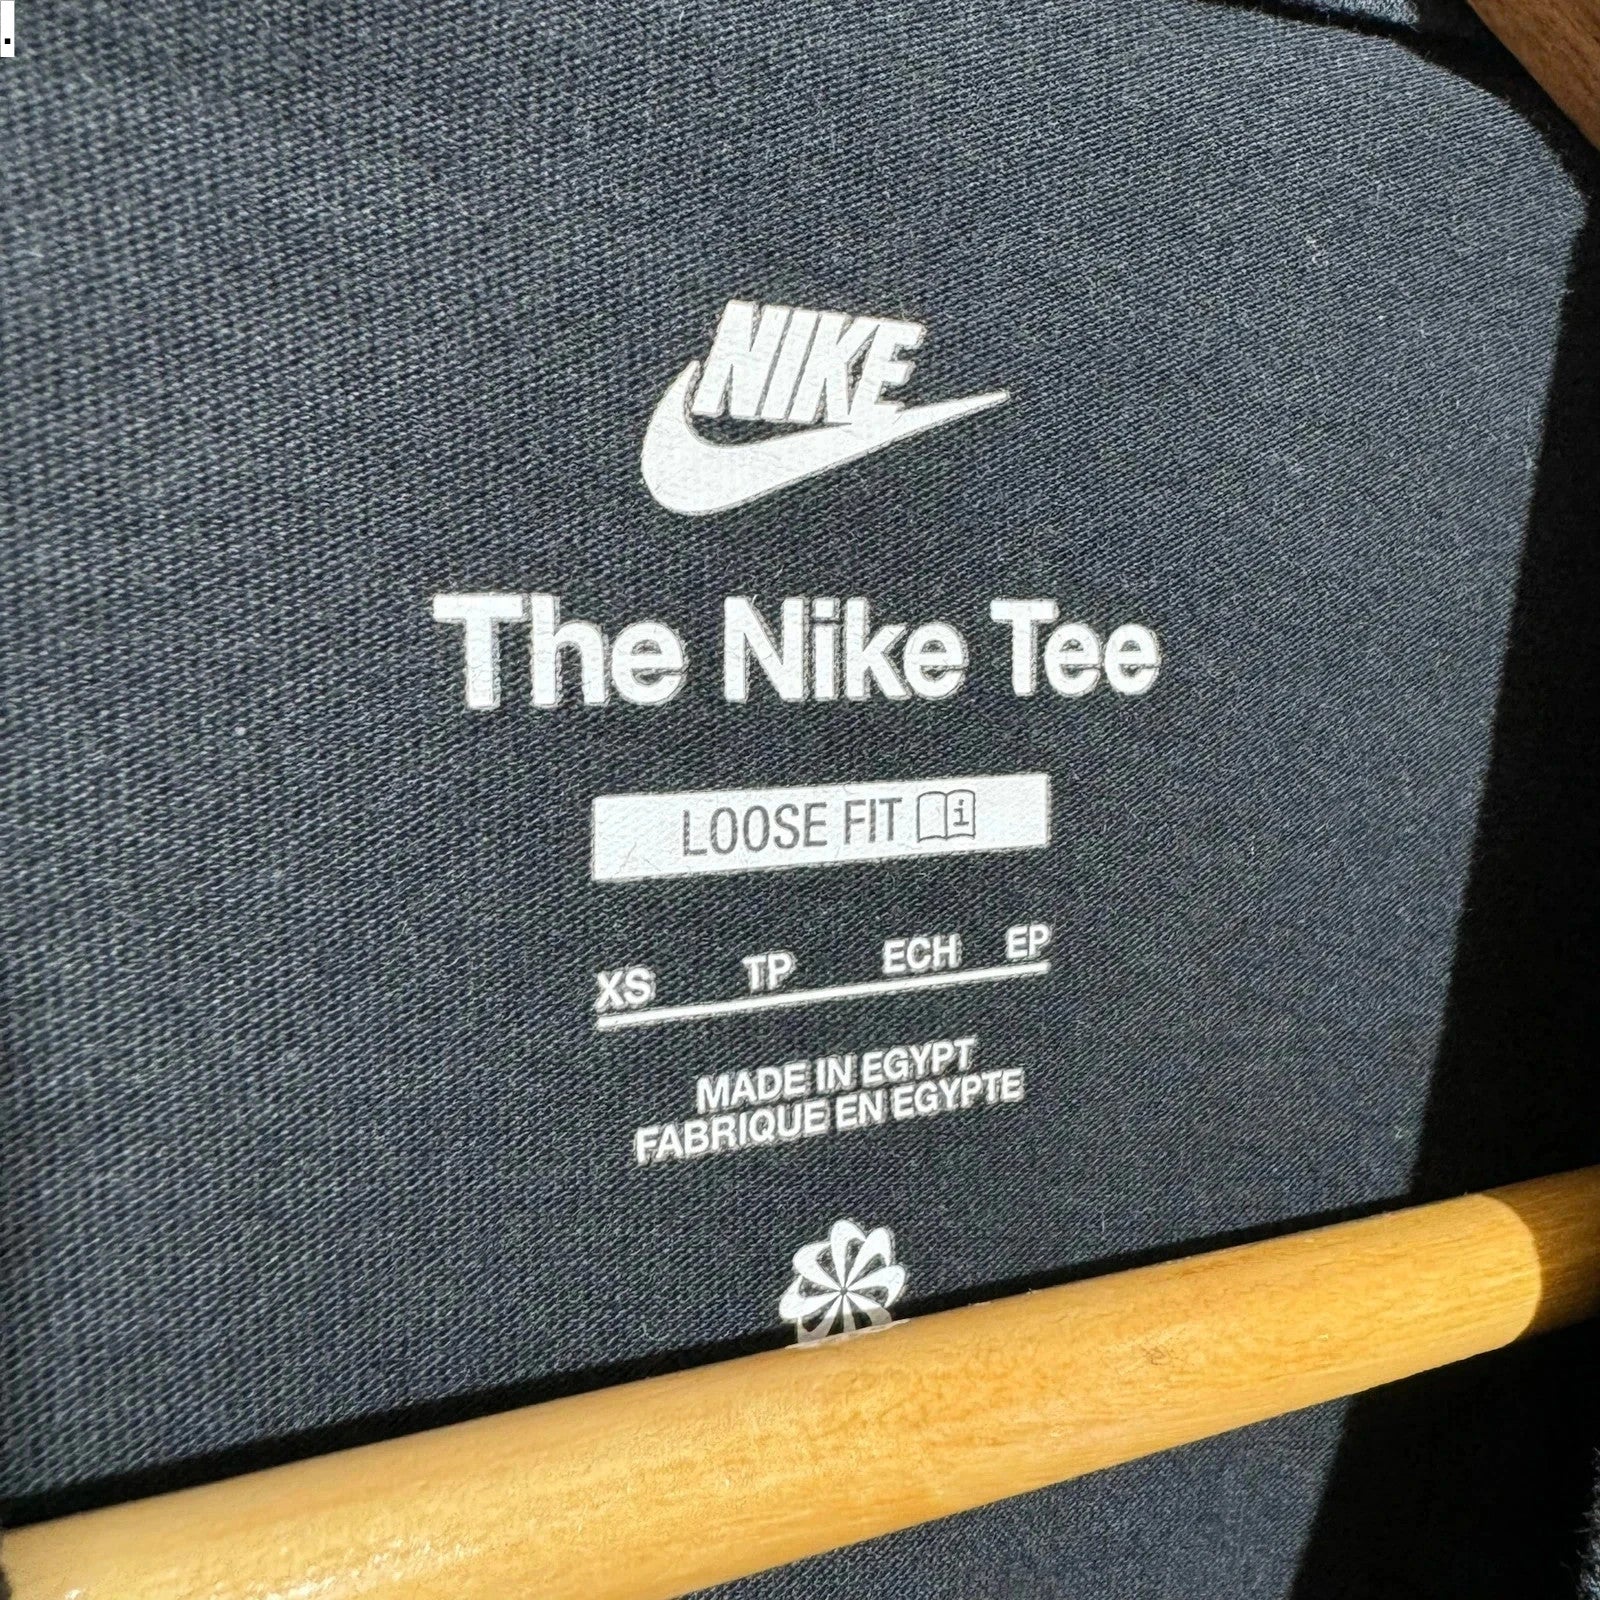 .
NIKE
The Nike Tee
LOOSE FIT i
XS TP ECH EP
MADE IN EGYPT
FABRIQUE EN EGYPTE